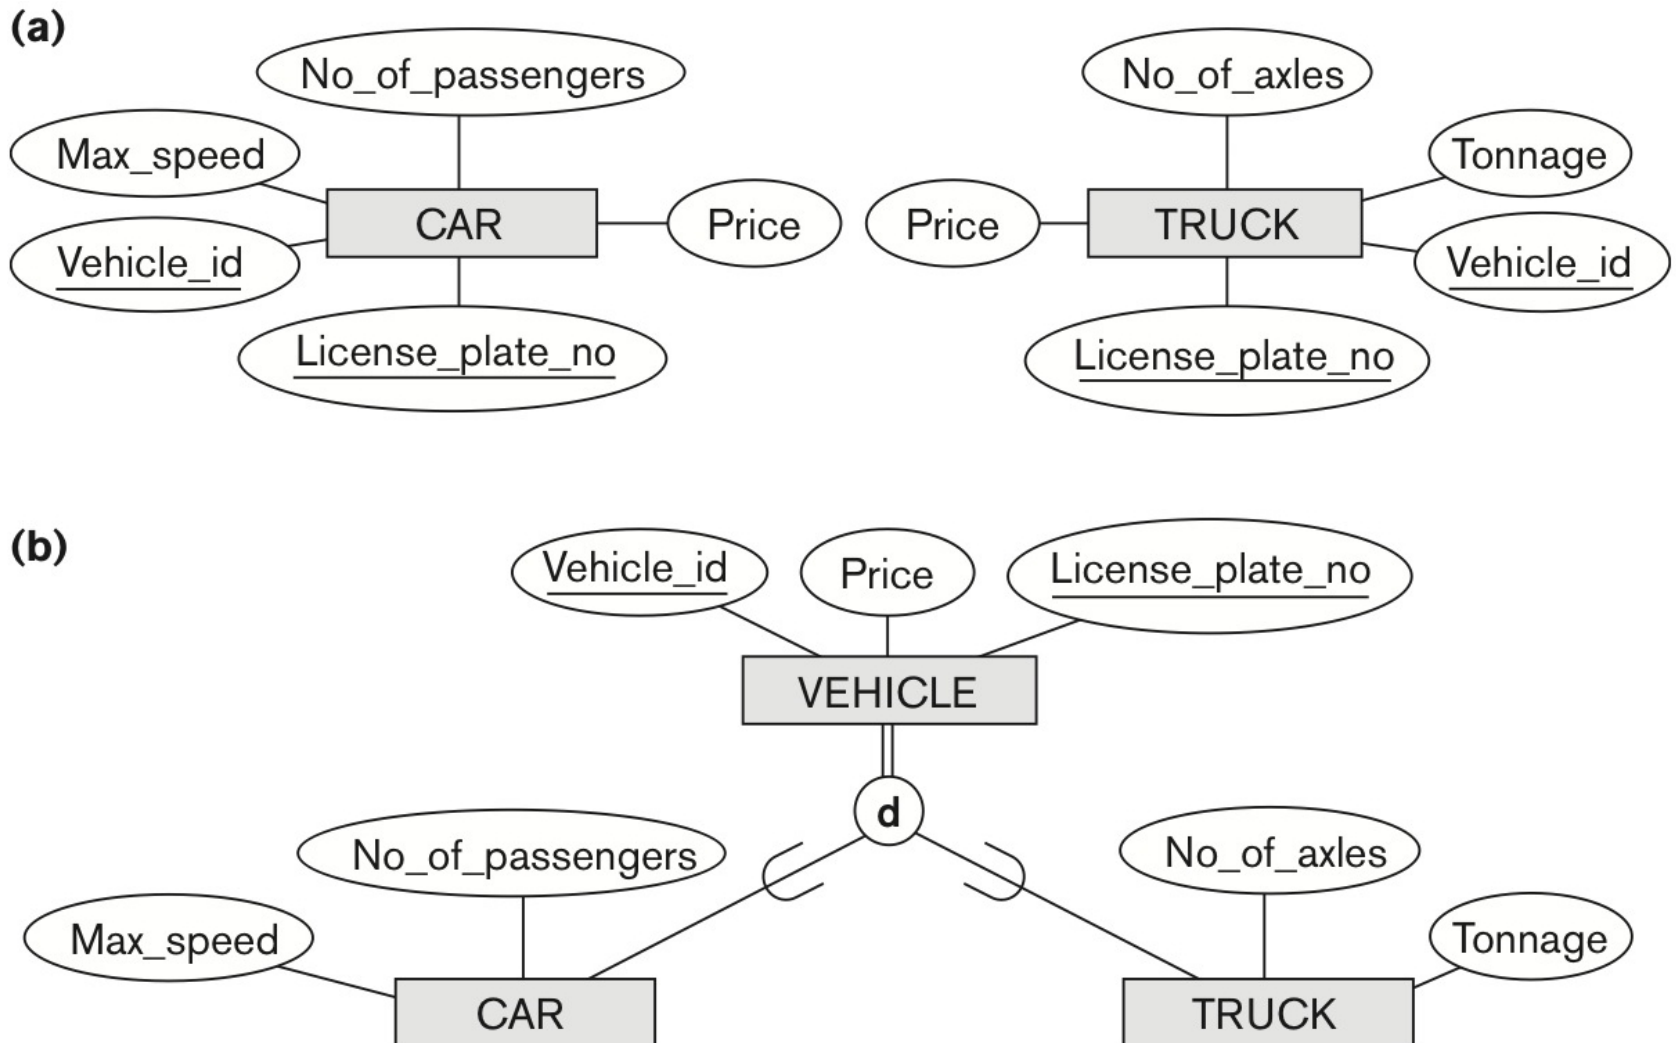 (a)
No_of_passengers
No_of_axles
Max_speed
Tonnage
CAR
Price
Price
TRUCK
Vehicle_id
Vehicle_id
License_plate_no
License_plate_no
(b)
Vehicle_id
Price
License_plate_no
VEHICLE
d
No_of_passengers
No_of_axles
Max_speed
Tonnage
CAR
TRUCK